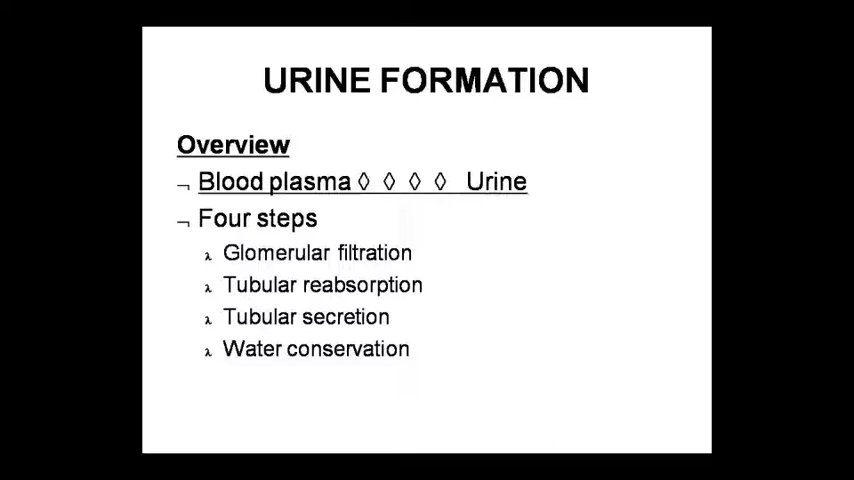 URINE FORMATION
Overview
¬ Blood plasma ◊ ◊ ◊ ◊ Urine
¬ Four steps
λ Glomerular filtration
λ Tubular reabsorption
λ Tubular secretion
λ Water conservation